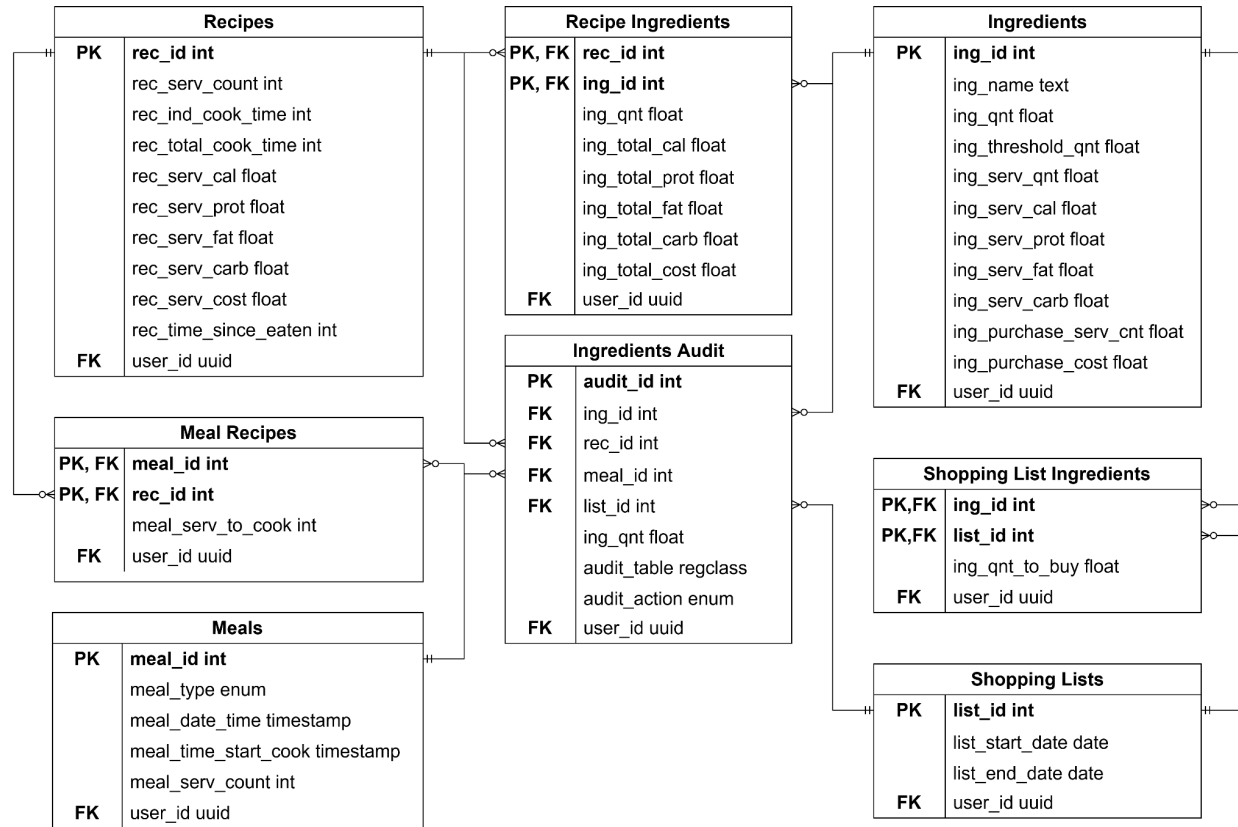 Recipes
PK rec_id int
rec_serv_count int
rec_ind_cook_time int
rec_total_cook_time int
rec_serv_cal float
rec_serv_prot float
rec_serv_fat float
rec_serv_carb float
rec_serv_cost float
rec_time_since_eaten int
FK user_id uuid
Recipe Ingredients
PK, FK rec_id int
PK, FK ing_id int
ing_qnt float
ing_total_cal float
ing_total_prot float
ing_total_fat float
ing_total_carb float
ing_total_cost float
FK user_id uuid
Ingredients
PK ing_id int
ing_name text
ing_qnt float
ing_threshold_qnt float
ing_serv_qnt float
ing_serv_cal float
ing_serv_prot float
ing_serv_fat float
ing_serv_carb float
ing_purchase_serv_cnt float
ing_purchase_cost float
FK user_id uuid
Meal Recipes
PK, FK meal_id int
PK, FK rec_id int
meal_serv_to_cook int
FK user_id uuid
Ingredients Audit
PK audit_id int
FK ing_id int
FK rec_id int
FK meal_id int
FK list_id int
ing_qnt float
audit_table regclass
audit_action enum
FK user_id uuid
Shopping List Ingredients
PK,FK ing_id int
PK,FK list_id int
ing_qnt_to_buy float
FK user_id uuid
Meals
PK meal_id int
meal_type enum
meal_date_time timestamp
meal_time_start_cook timestamp
meal_serv_count int
FK user_id uuid
Shopping Lists
PK list_id int
list_start_date date
list_end_date date
FK user_id uuid